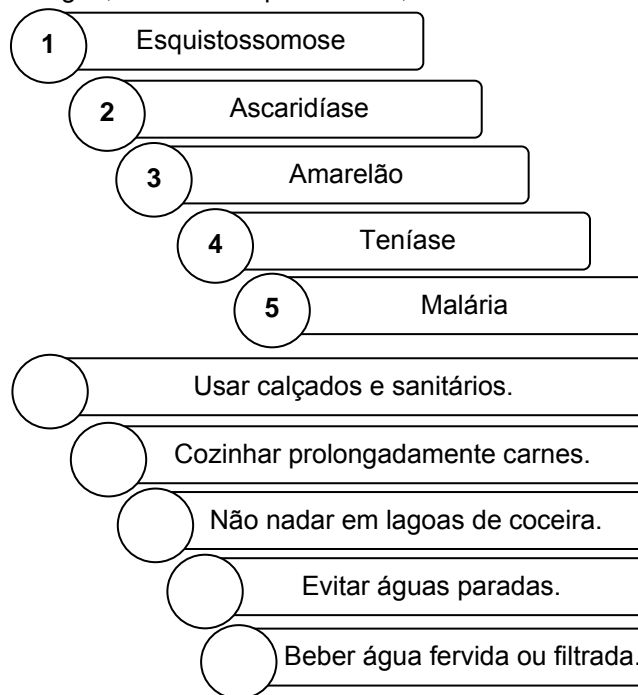 1 Esquistossomose
2 Ascaridíase
3 Amarelão
4 Teníase
5 Malária
Usar calçados e sanitários.
Cozinhar prolongadamente carnes.
Não nadar em lagoas de coceira.
Evitar águas paradas.
Beber água fervida ou filtrada.